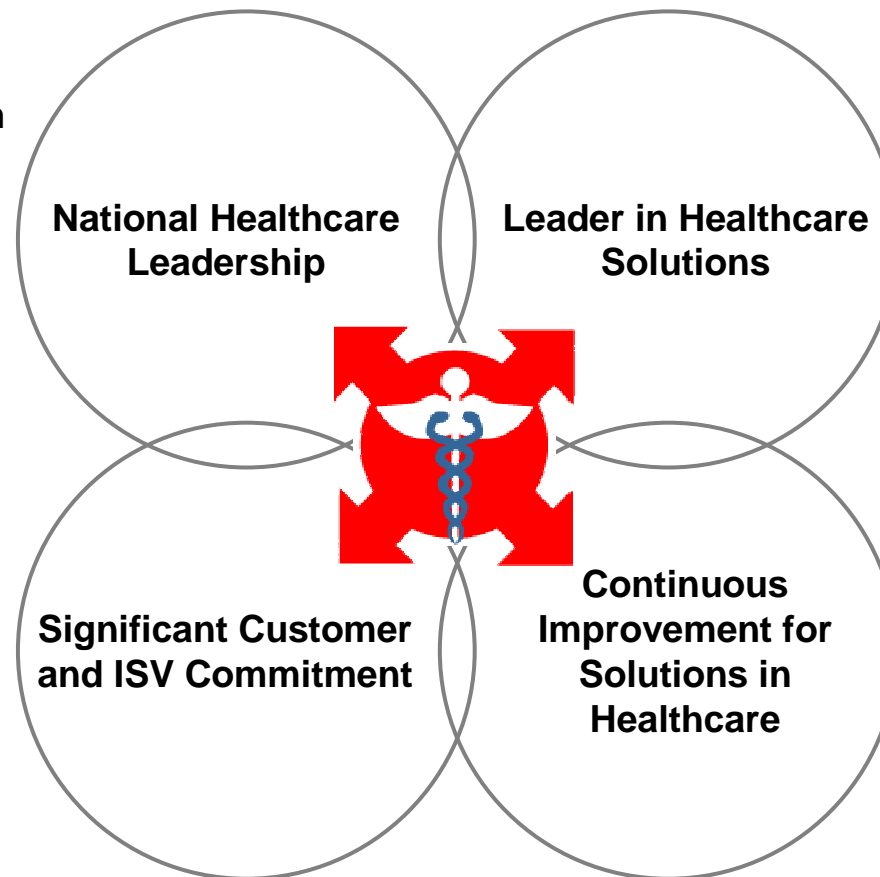 National Healthcare
Leadership
Leader in Healthcare
Solutions
Significant Customer
and ISV Commitment
Continuous
Improvement for
Solutions in
Healthcare